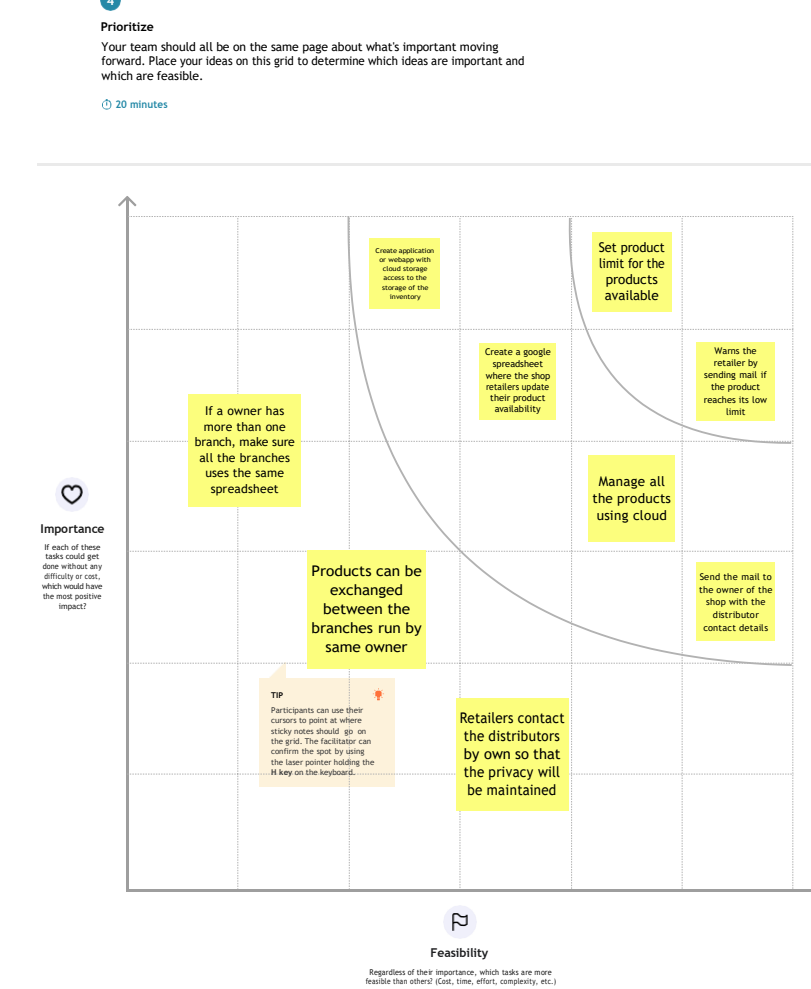 4
Prioritize
Your team should all be on the same page about what's important moving
forward. Place your ideas on this grid to determine which ideas are important and
which are feasible.
20 minutes
Create application
or webapp with
cloud storage
access to the
storage of the
inventory
Set product
limit for the
products
available
Create a google
spreadsheet
where the shop
retailers update
their product
availability
Warns the
retailer by
sending mail if
the product
reaches its low
limit
If a owner has
more than one
branch, make sure
all the branches
uses the same
spreadsheet
Manage all
the products
using cloud
Importance
If each of these
tasks could get
done without any
difficulty or cost,
which would have
the most positive
impact?
Products can be
exchanged
between the
branches run by
same owner
Send the mail to
the owner of the
shop with the
distributor
contact details
TIP
Participants can use their
cursors to point at where
sticky notes should go on
the grid. The facilitator can
confirm the spot by using
the laser pointer holding the
H key on the keyboard.
Retailers contact
the distributors
by own so that
the privacy will
be maintained
Feasibility
Regardless of their importance, which tasks are more
feasible than others? (Cost, time, effort, complexity, etc.)